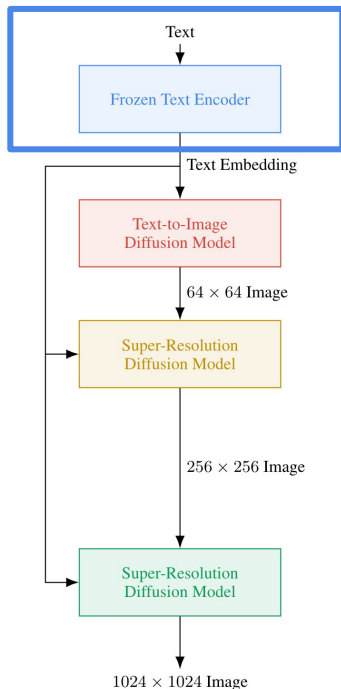 Text
Frozen Text Encoder
Text Embedding
Text-to-Image
Diffusion Model
64 × 64 Image
Super-Resolution
Diffusion Model
256 × 256 Image
Super-Resolution
Diffusion Model
1024 × 1024 Image